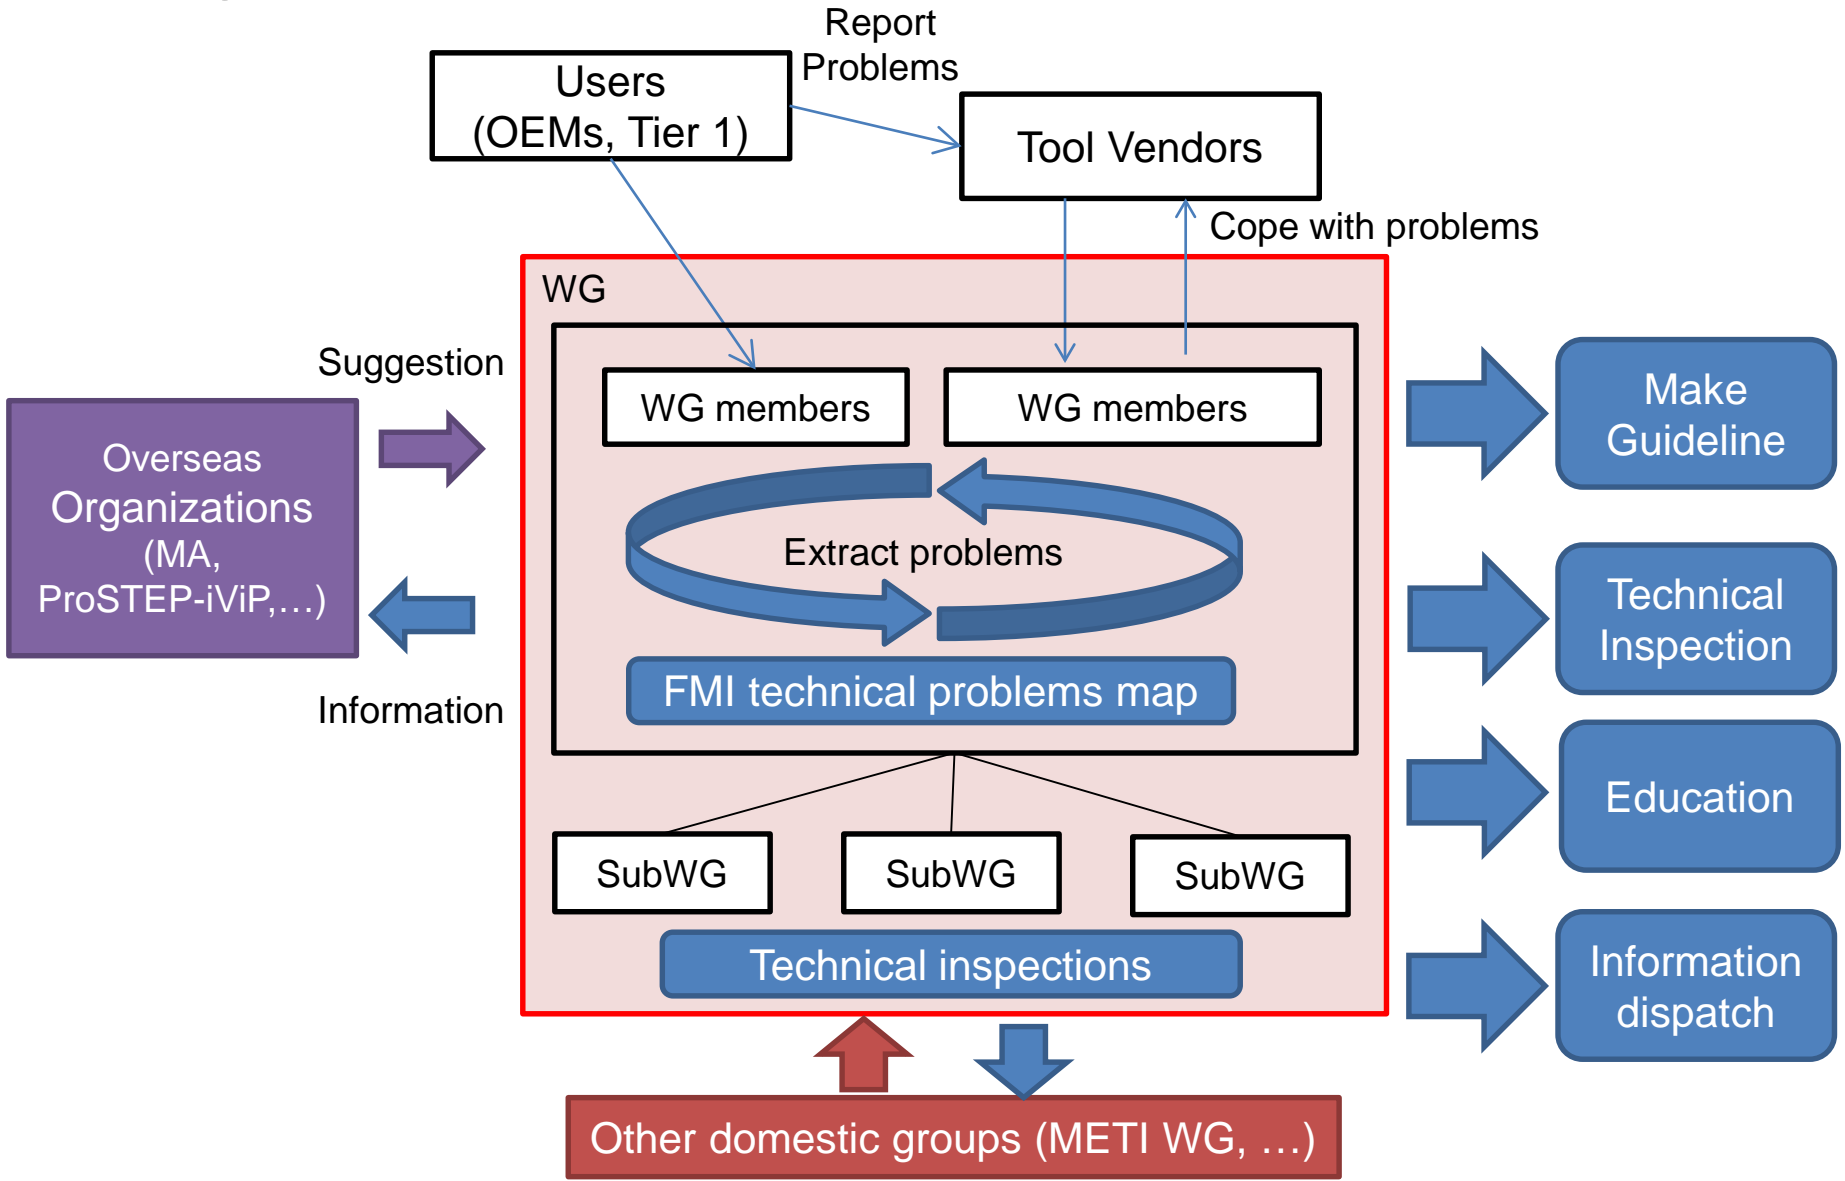 Report
Problems
Users
(OEMs, Tier 1)
Tool Vendors
Cope with problems
WG
Suggestion
WG members
WG members
Make
Guideline
Overseas
Organizations
(MA,
ProSTEP-iViP,…)
Extract problems
Technical
Inspection
FMI technical problems map
Information
Education
SubWG
SubWG
SubWG
Technical inspections
Information
dispatch
Other domestic groups (METI WG, …)